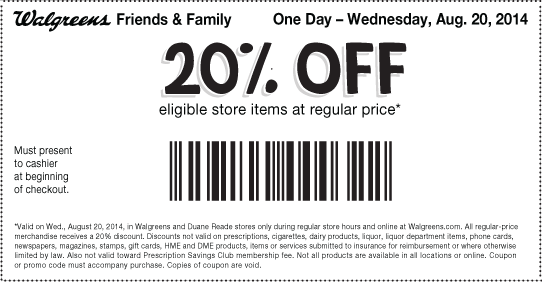 Walgreens Friends & Family One Day – Wednesday, Aug. 20, 2014
20% OFF
eligible store items at regular price*
Must present
to cashier
at beginning
of checkout.
*Valid on Wed., August 20, 2014, in Walgreens and Duane Reade stores only during regular store hours and online at Walgreens.com. All regular-price
merchandise receives a 20% discount. Discounts not valid on prescriptions, cigarettes, dairy products, liquor, liquor department items, phone cards,
newspapers, magazines, stamps, gift cards, HME and DME products, items or services submitted to insurance for reimbursement or where otherwise
limited by law. Also not valid toward Prescription Savings Club membership fee. Not all products are available in all locations or online. Coupon
or promo code must accompany purchase. Copies of coupon are void.